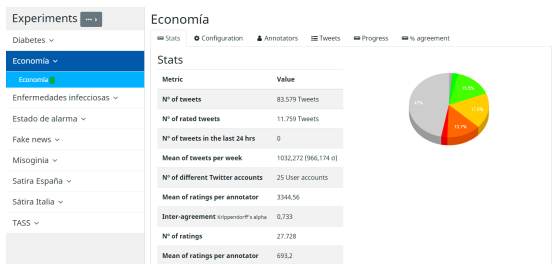 Experiments
Diabetes
Economía
Economía
Enfermedades infecciosas
Estado de alarma
Fake news
Misoginia
Satira España
Sátira Italia
TASS
Economía
Stats Configuration Annotators Tweets Progress % agreement
Stats
Metric Value
Nº of tweets 83.579 Tweets
Nº of rated tweets 11.759 Tweets
Nº of tweets in the last 24 hrs 0
Mean of tweets per week 1032,272 (966,174 σ)
Nº of different Twitter accounts 25 User accounts
Mean of ratings per annotator 3344,56
Inter-agreement Krippendorff's alpha 0,733
Nº of ratings 27.728
Mean of ratings per annotator 693,2